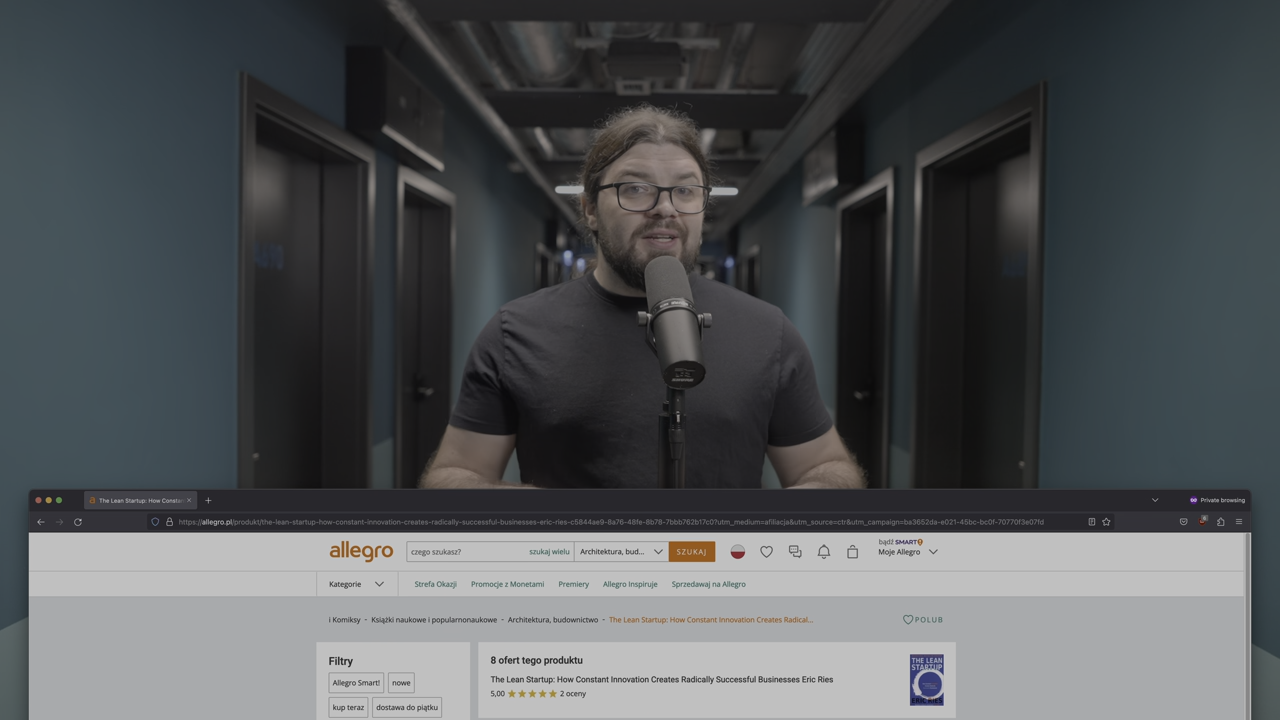 The Lean Startup: How Constan
Private browsing
https://allegro.pl/produkt/the-lean-startup-how-constant-innovation-creates-radically-successful-businesses-eric-ries-c5844ae9-8a76-48fe-8b78-7bbb762b17c0?utm_medium=afiliacja&utm_source=ctr&utm_campaign=ba3652da-e021-45bc-bc0f-70770f3e07fd
allegro
czego szukasz?
szukaj wielu
Architektura, bud...
SZUKAJ
bądź SMART!
Moje Allegro
Kategorie
Strefa Okazji
Promocje z Monetami
Premiery
Allegro Inspiruje
Sprzedawaj na Allegro
i Komiksy - Książki naukowe i popularnonaukowe - Architektura, budownictwo - The Lean Startup: How Constant Innovation Creates Radical...
POLUB
Filtry
Allegro Smart!
nowe
kup teraz
dostawa do piątku
8 ofert tego produktu
The Lean Startup: How Constant Innovation Creates Radically Successful Businesses Eric Ries
5,00
2 oceny
THE LEAN
STARTUP
ERIC RIES